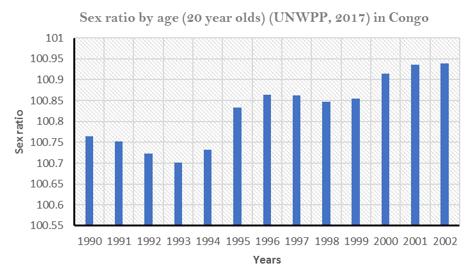 Sex ratio by age (20 year olds) (UNWPP, 2017) in Congo
101
100.95
100.9
100.85
100.8
100.75
100.7
100.65
100.6
100.55
Sex ratio
1990 1991 1992 1993 1994 1995 1996 1997 1998 1999 2000 2001 2002
Years